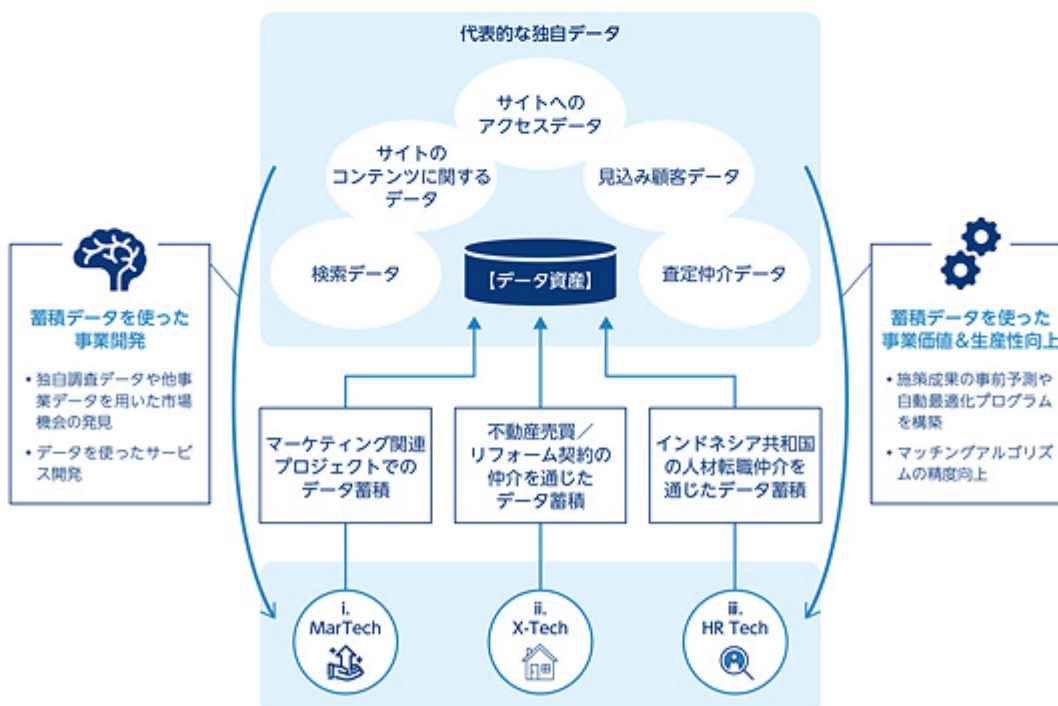 代表的な独自データ
サイトへの
アクセスデータ
サイトの
コンテンツに関する
データ
見込み顧客データ
検索データ
【データ資産】
査定仲介データ
蓄積データを使った
事業開発
• 独自調査データや他事
業データを用いた市場
機会の発見
• データを使ったサービ
ス開発
蓄積データを使った
事業価値&生産性向上
• 施策成果の事前予測や
自動最適化プログラム
を構築
• マッチングアルゴリズ
ムの精度向上
マーケティング関連
プロジェクトでの
データ蓄積
不動産売買／
リフォーム契約の
仲介を通じた
データ蓄積
インドネシア共和国
の人材転職仲介を
通じたデータ蓄積
i.
MarTech
ii.
X-Tech
iii.
HR Tech